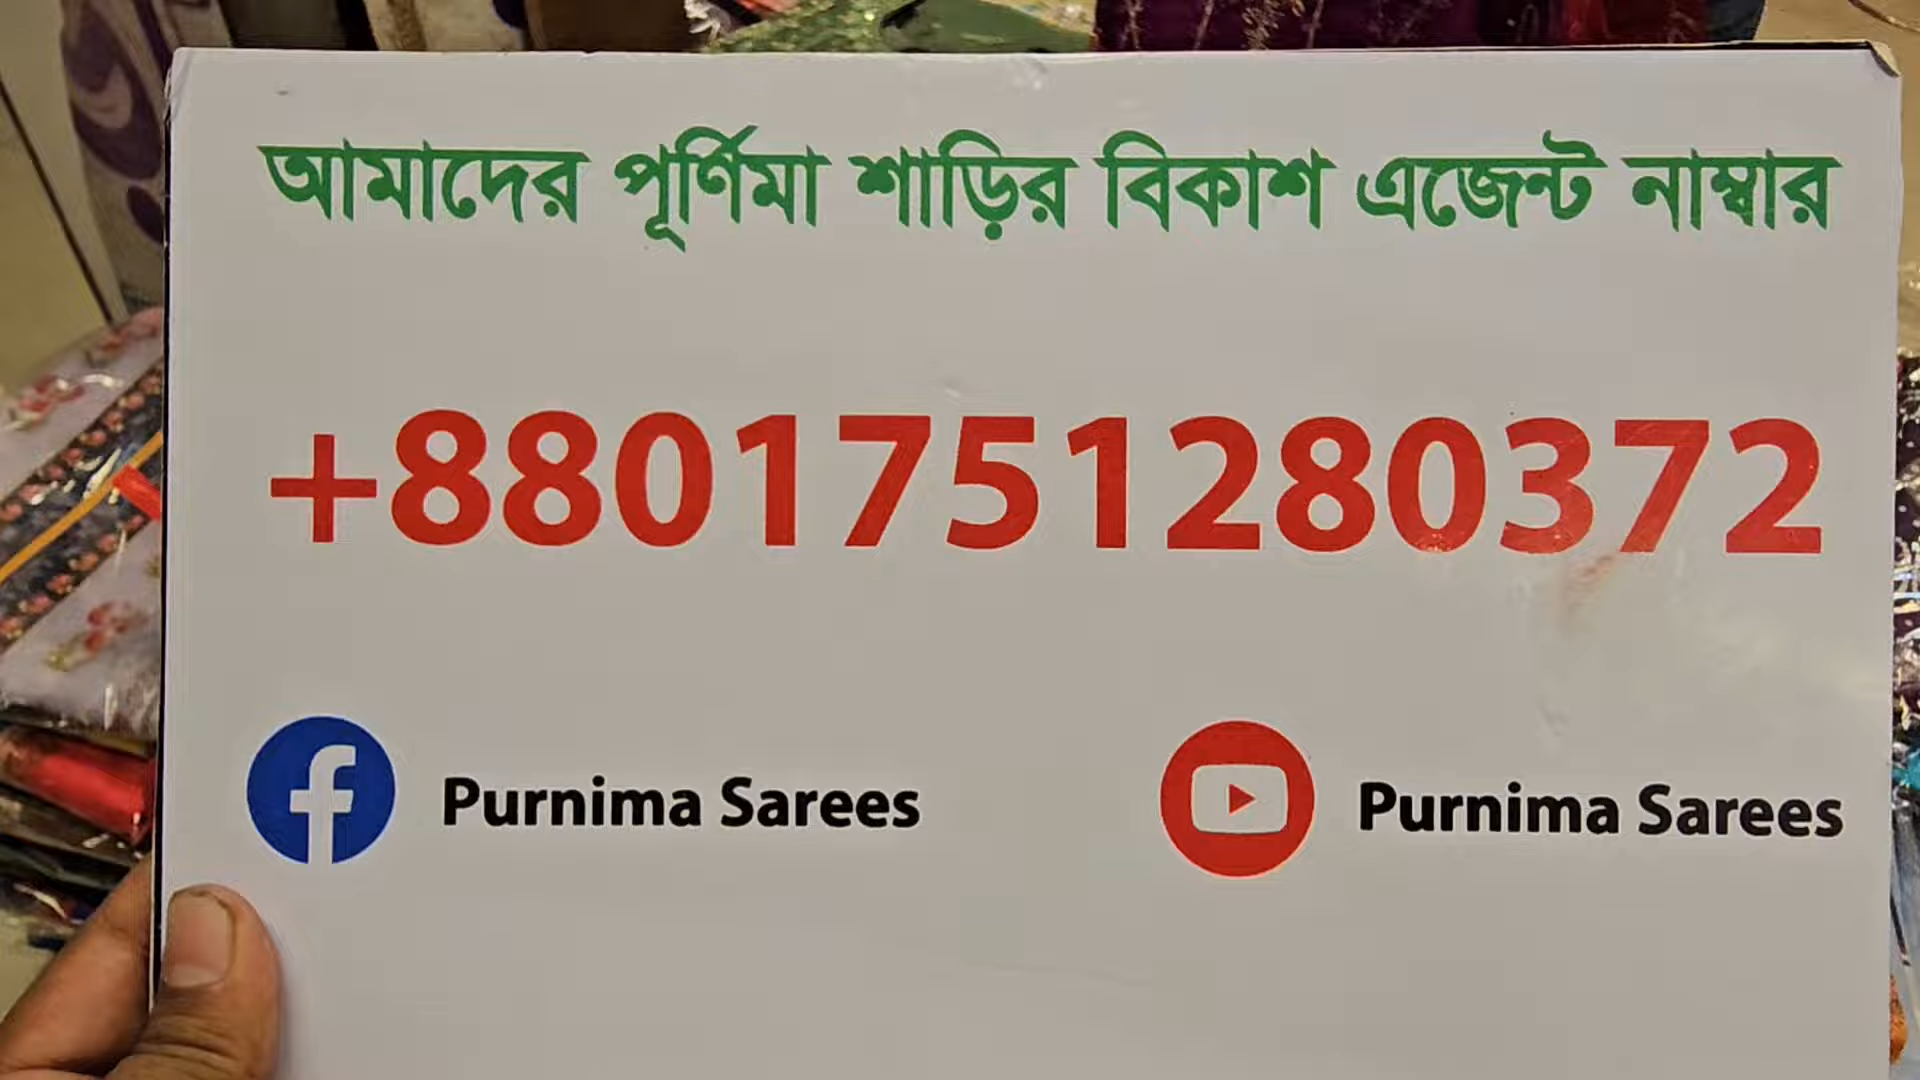 আমাদের পূর্ণিমা শাড়ির বিকাশ এজেন্ট নাম্বার
+8801751280372
Purnima Sarees Purnima Sarees